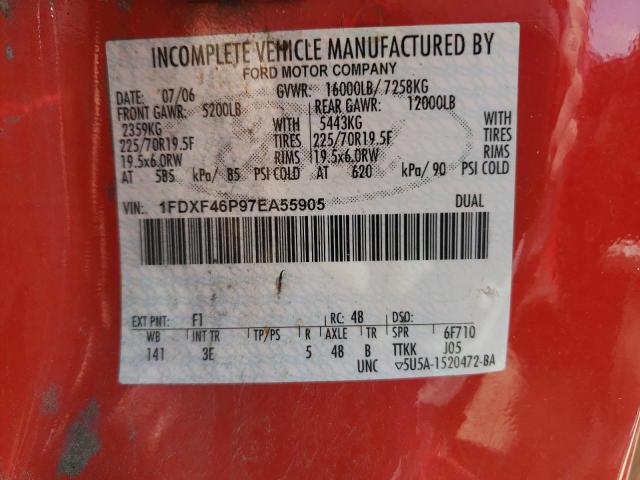 INCOMPLETE VEHICLE MANUFACTURED BY
FORD MOTOR COMPANY
DATE: 07/06 GVWR: 16000LB/ 7258KG
FRONT GAWR: 5200LB REAR GAWR: 12000LB
2359KG WITH 5443KG WITH
225/70R19.5F TIRES 225/70R19.5F TIRES
19.5x6.0RW RIMS 19.5x6.0RW RIMS
AT 585 kPa/ 85 PSI COLD AT 620 kPa/ 90 PSI COLD
VIN: 1FDXF46P97EA55905 DUAL
EXT PNT: F1 RC: 48 DSO:
WB INT TR TP/PS R AXLE TR SPR 6F710
141 3E 5 48 B TTKK J05
UNC ▽5U5A-1520472-BA